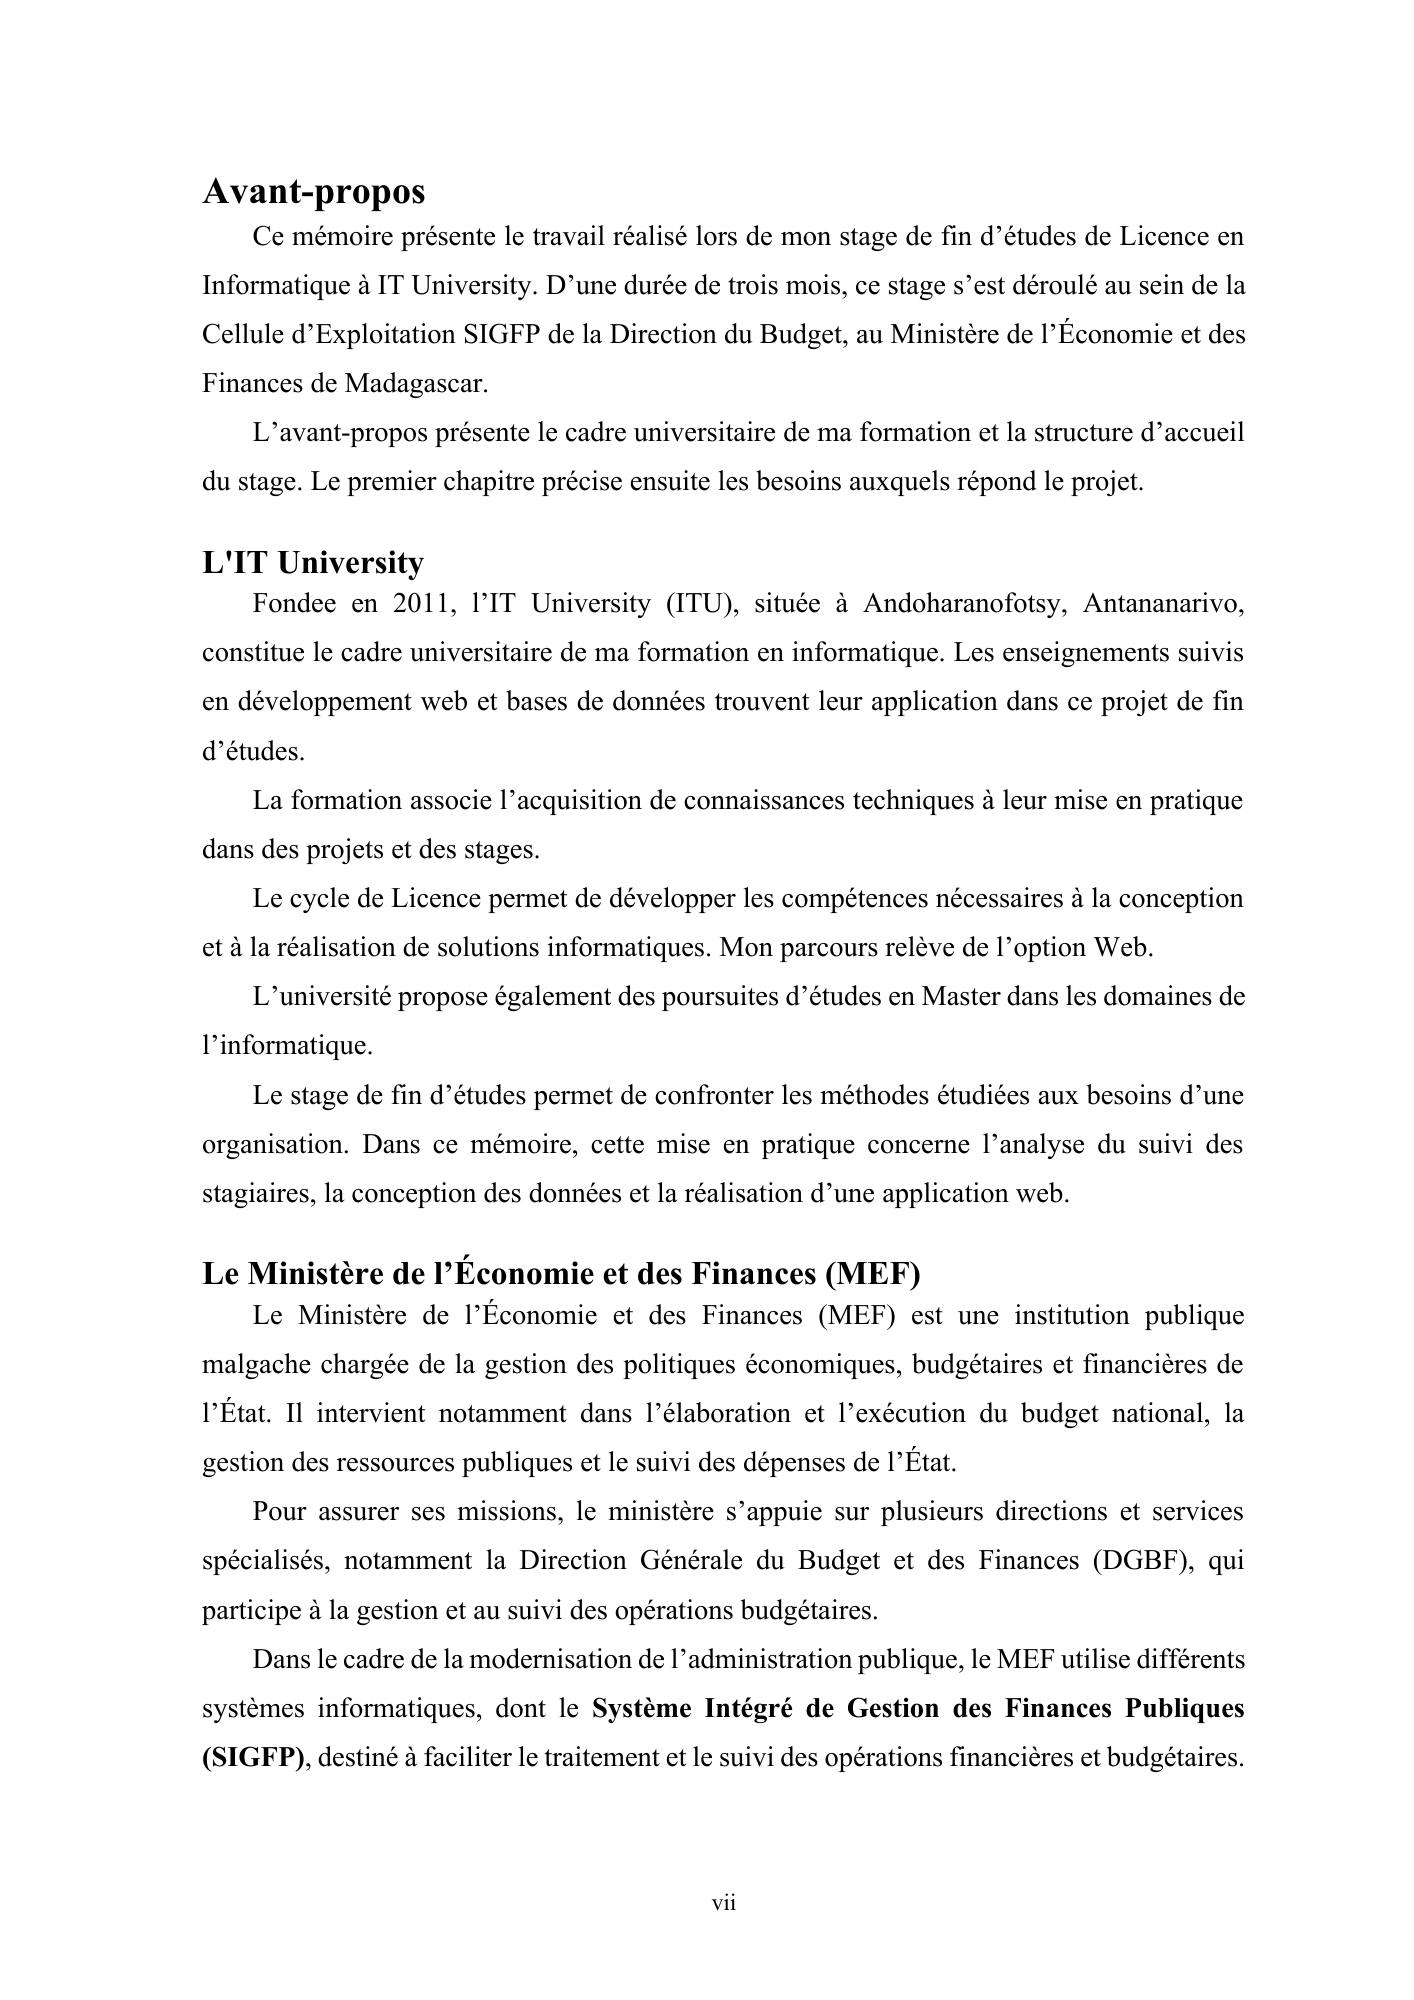 Avant-propos
Ce mémoire présente le travail réalisé lors de mon stage de fin d’études de Licence en
Informatique à IT University. D’une durée de trois mois, ce stage s’est déroulé au sein de la
Cellule d’Exploitation SIGFP de la Direction du Budget, au Ministère de l’Économie et des
Finances de Madagascar.
L’avant-propos présente le cadre universitaire de ma formation et la structure d’accueil
du stage. Le premier chapitre précise ensuite les besoins auxquels répond le projet.
L'IT University
Fondee en 2011, l’IT University (ITU), située à Andoharanofotsy, Antananarivo,
constitue le cadre universitaire de ma formation en informatique. Les enseignements suivis
en développement web et bases de données trouvent leur application dans ce projet de fin
d’études.
La formation associe l’acquisition de connaissances techniques à leur mise en pratique
dans des projets et des stages.
Le cycle de Licence permet de développer les compétences nécessaires à la conception
et à la réalisation de solutions informatiques. Mon parcours relève de l’option Web.
L’université propose également des poursuites d’études en Master dans les domaines de
l’informatique.
Le stage de fin d’études permet de confronter les méthodes étudiées aux besoins d’une
organisation. Dans ce mémoire, cette mise en pratique concerne l’analyse du suivi des
stagiaires, la conception des données et la réalisation d’une application web.
Le Ministère de l’Économie et des Finances (MEF)
Le Ministère de l’Économie et des Finances (MEF) est une institution publique
malgache chargée de la gestion des politiques économiques, budgétaires et financières de
l’État. Il intervient notamment dans l’élaboration et l’exécution du budget national, la
gestion des ressources publiques et le suivi des dépenses de l’État.
Pour assurer ses missions, le ministère s’appuie sur plusieurs directions et services
spécialisés, notamment la Direction Générale du Budget et des Finances (DGBF), qui
participe à la gestion et au suivi des opérations budgétaires.
Dans le cadre de la modernisation de l’administration publique, le MEF utilise différents
systèmes informatiques, dont le Système Intégré de Gestion des Finances Publiques
(SIGFP), destiné à faciliter le traitement et le suivi des opérations financières et budgétaires.
vii